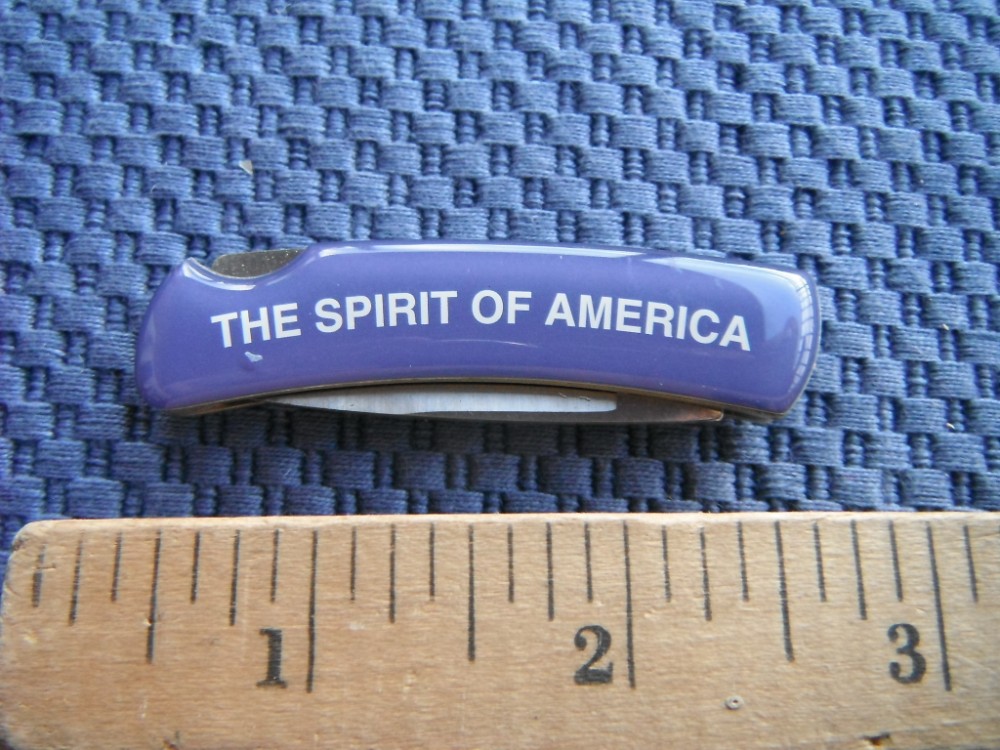 THE SPIRIT OF AMERICA
1 2 3